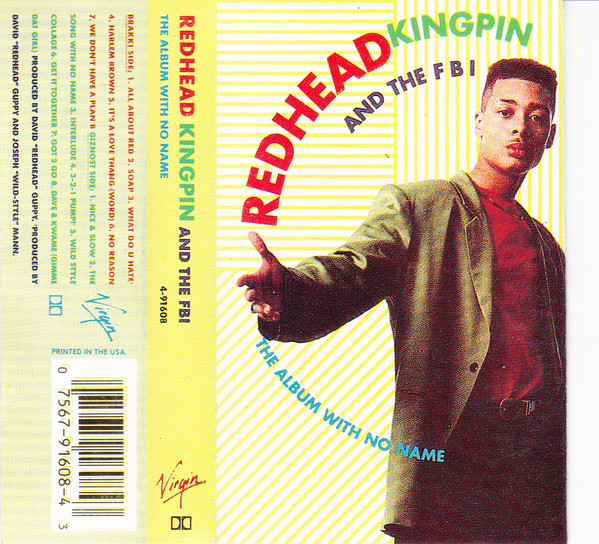 BRAKKI SIDE; 1. ALL ABOUT RED 2. SOAP 3. WHAT DO U HATE*
4. HARLEM BROWN 5. IT'S A LOVE THANG (WORD) 6. NO REASON
7. WE DON'T HAVE A PLAN B GIZNOST SIDE; 1. NICE & SLOW 2. THE
SONG WITH NO NAME 3. INTERLUDE 4. 3-2-1 PUMP* 5. WILD STYLE
COLLAGE 6. GET IT TOGETHER 7. GOT 2 GO 8. DAVE & KWAME (GIMME
DAT GIRL) PRODUCED BY DAVID "REDHEAD" GUPPY. *PRODUCED BY
DAVID "REDHEAD" GUPPY AND JOSEPH "WILD-STYLE" MANN.
Virgin
PRINTED IN THE USA.
0 7567-91608-4 3
REDHEAD KINGPIN AND THE FBI
THE ALBUM WITH NO NAME
4-91608
Virgin
REDHEAD KINGPIN
AND THE FBI
THE ALBUM WITH NO NAME